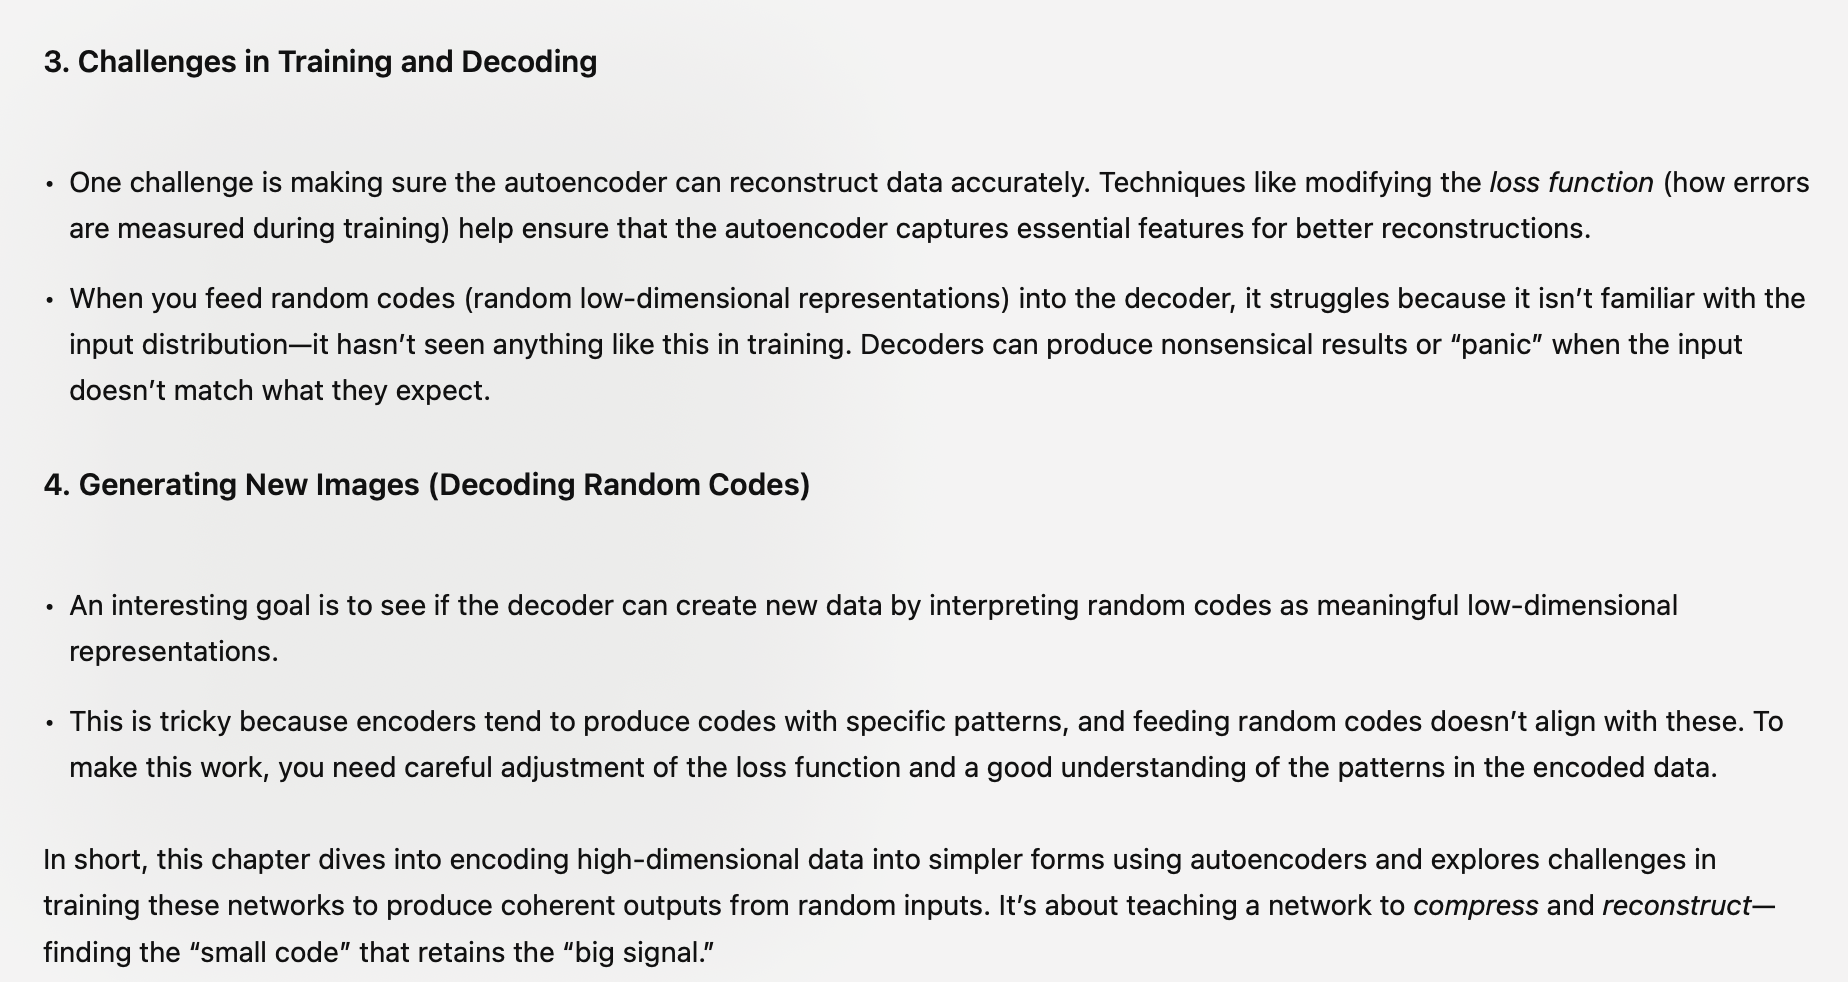 3. Challenges in Training and Decoding
• One challenge is making sure the autoencoder can reconstruct data accurately. Techniques like modifying the loss function (how errors
are measured during training) help ensure that the autoencoder captures essential features for better reconstructions.
• When you feed random codes (random low-dimensional representations) into the decoder, it struggles because it isn’t familiar with the
input distribution—it hasn’t seen anything like this in training. Decoders can produce nonsensical results or “panic” when the input
doesn’t match what they expect.
4. Generating New Images (Decoding Random Codes)
• An interesting goal is to see if the decoder can create new data by interpreting random codes as meaningful low-dimensional
representations.
• This is tricky because encoders tend to produce codes with specific patterns, and feeding random codes doesn’t align with these. To
make this work, you need careful adjustment of the loss function and a good understanding of the patterns in the encoded data.
In short, this chapter dives into encoding high-dimensional data into simpler forms using autoencoders and explores challenges in
training these networks to produce coherent outputs from random inputs. It’s about teaching a network to compress and reconstruct—
finding the “small code” that retains the “big signal.”